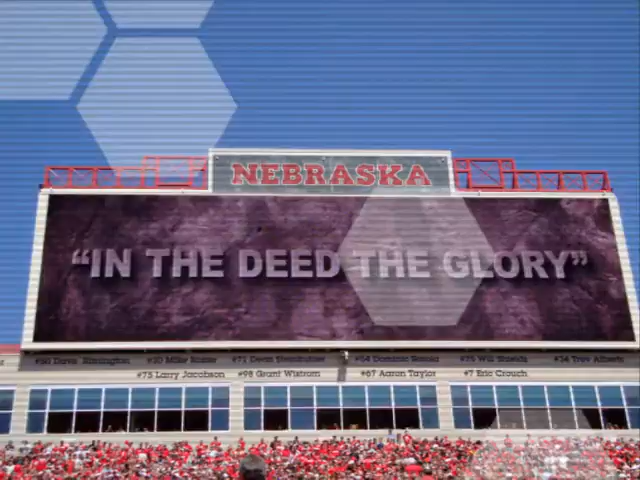 NEBRASKA
“IN THE DEED THE GLORY”
#50 Dave Rimington #20 Mike Rozier #71 Dean Steinkuhler #54 Dominic Raiola #75 Will Shields #34 Trev Alberts
#75 Larry Jacobson #98 Grant Wistrom #67 Aaron Taylor #7 Eric Crouch